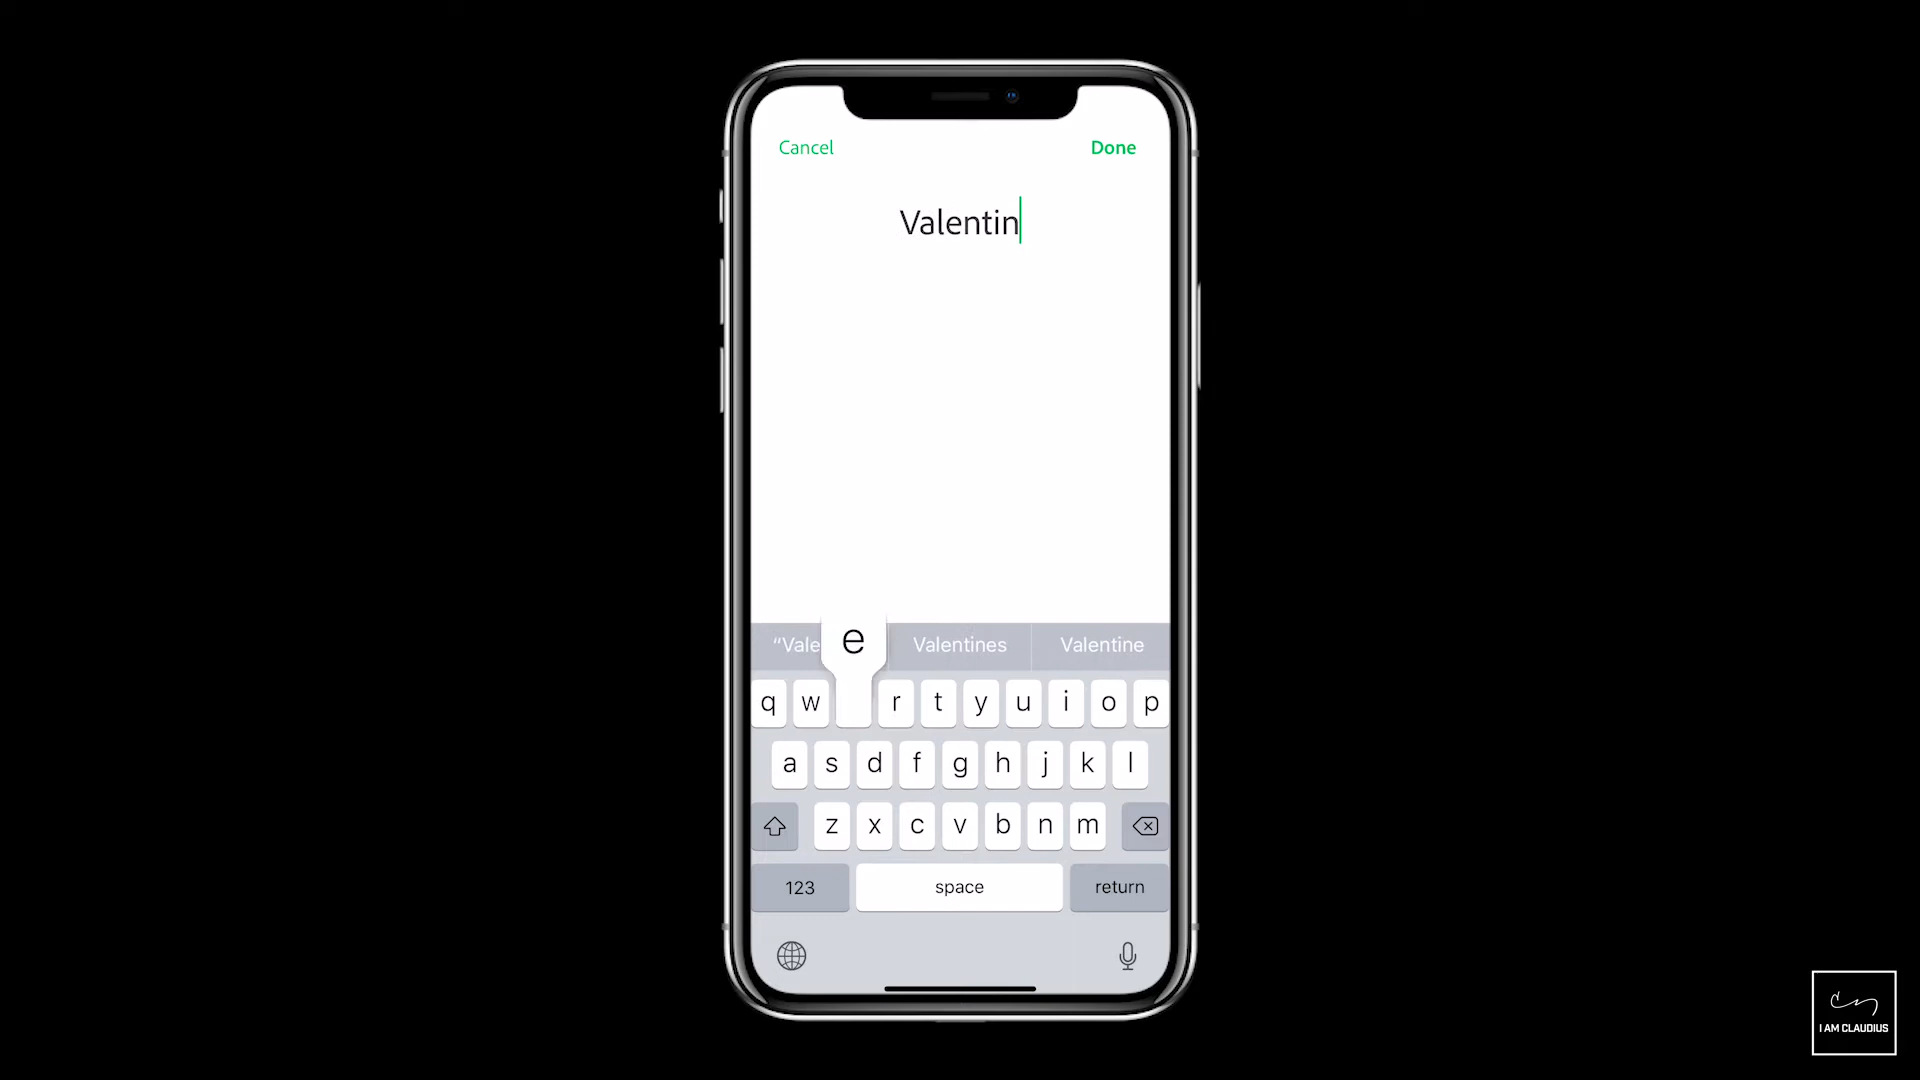 Cancel Done
Valentin
“Vale Valentines Valentine
e
q w r t y u i o p
a s d f g h j k l
z x c v b n m
123 space return
I AM CLAUDIUS